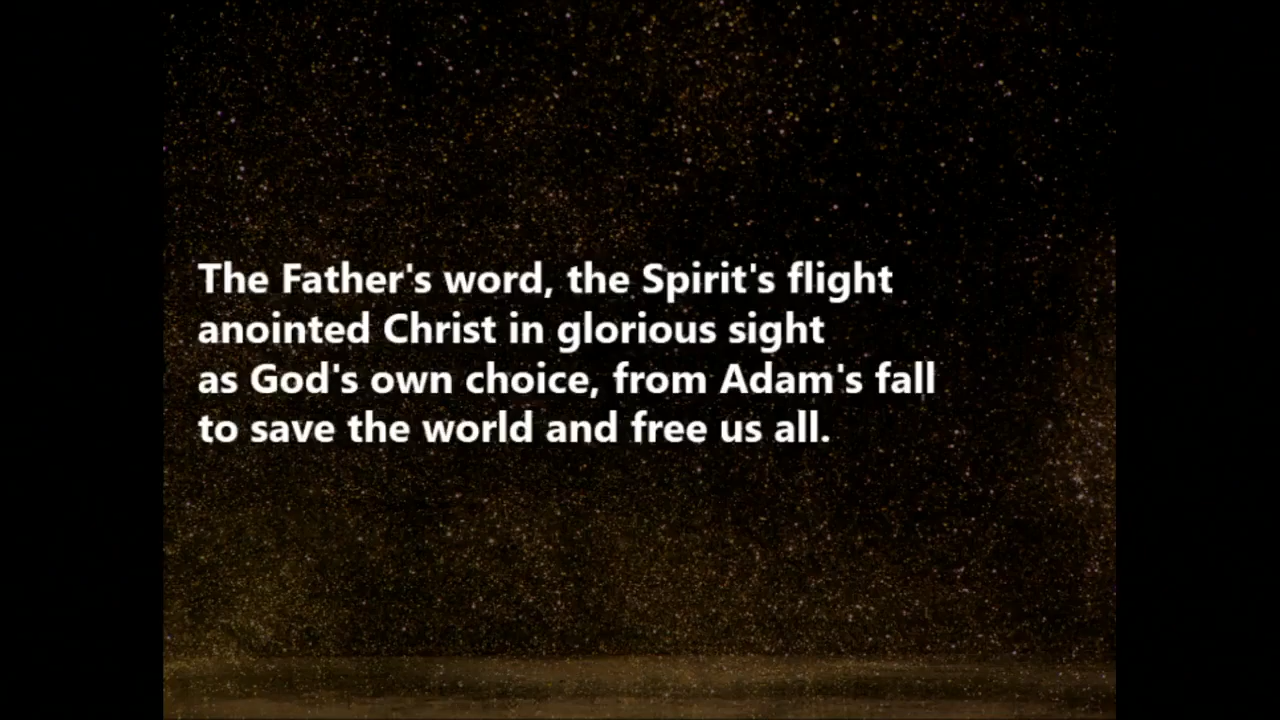 The Father's word, the Spirit's flight
anointed Christ in glorious sight
as God's own choice, from Adam's fall
to save the world and free us all.